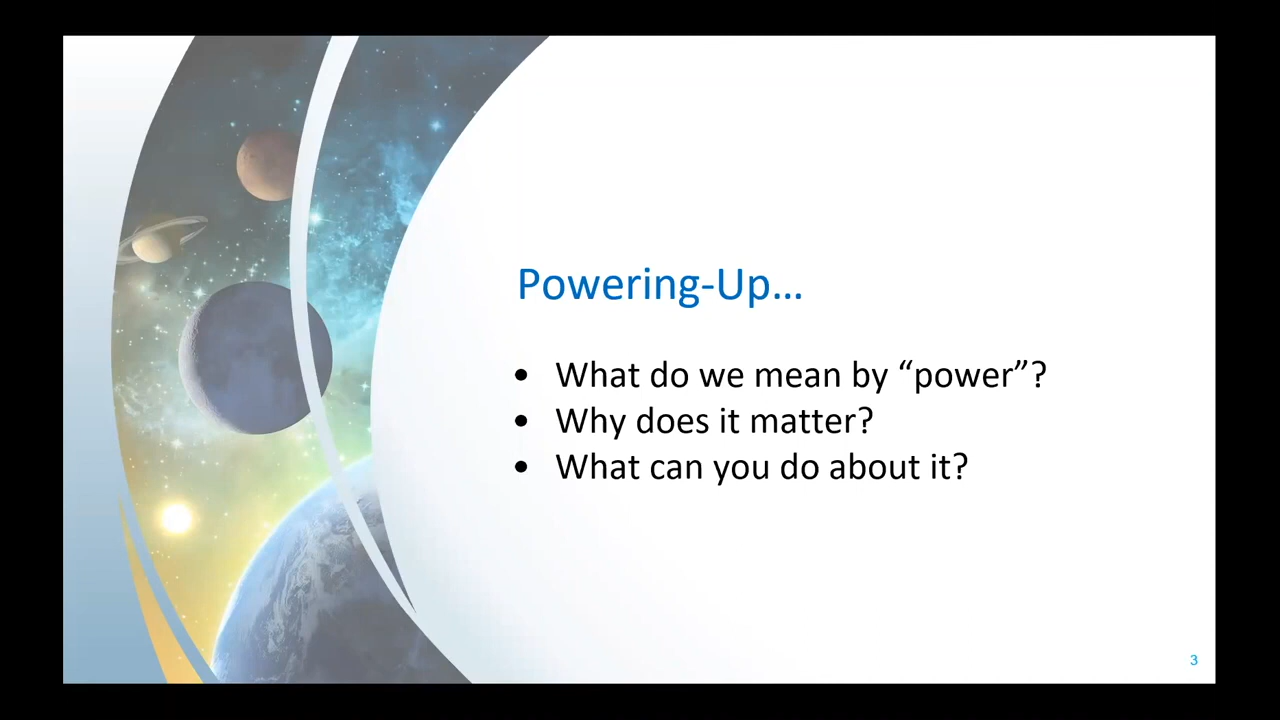 Powering-Up...
• What do we mean by “power”?
• Why does it matter?
• What can you do about it?
3